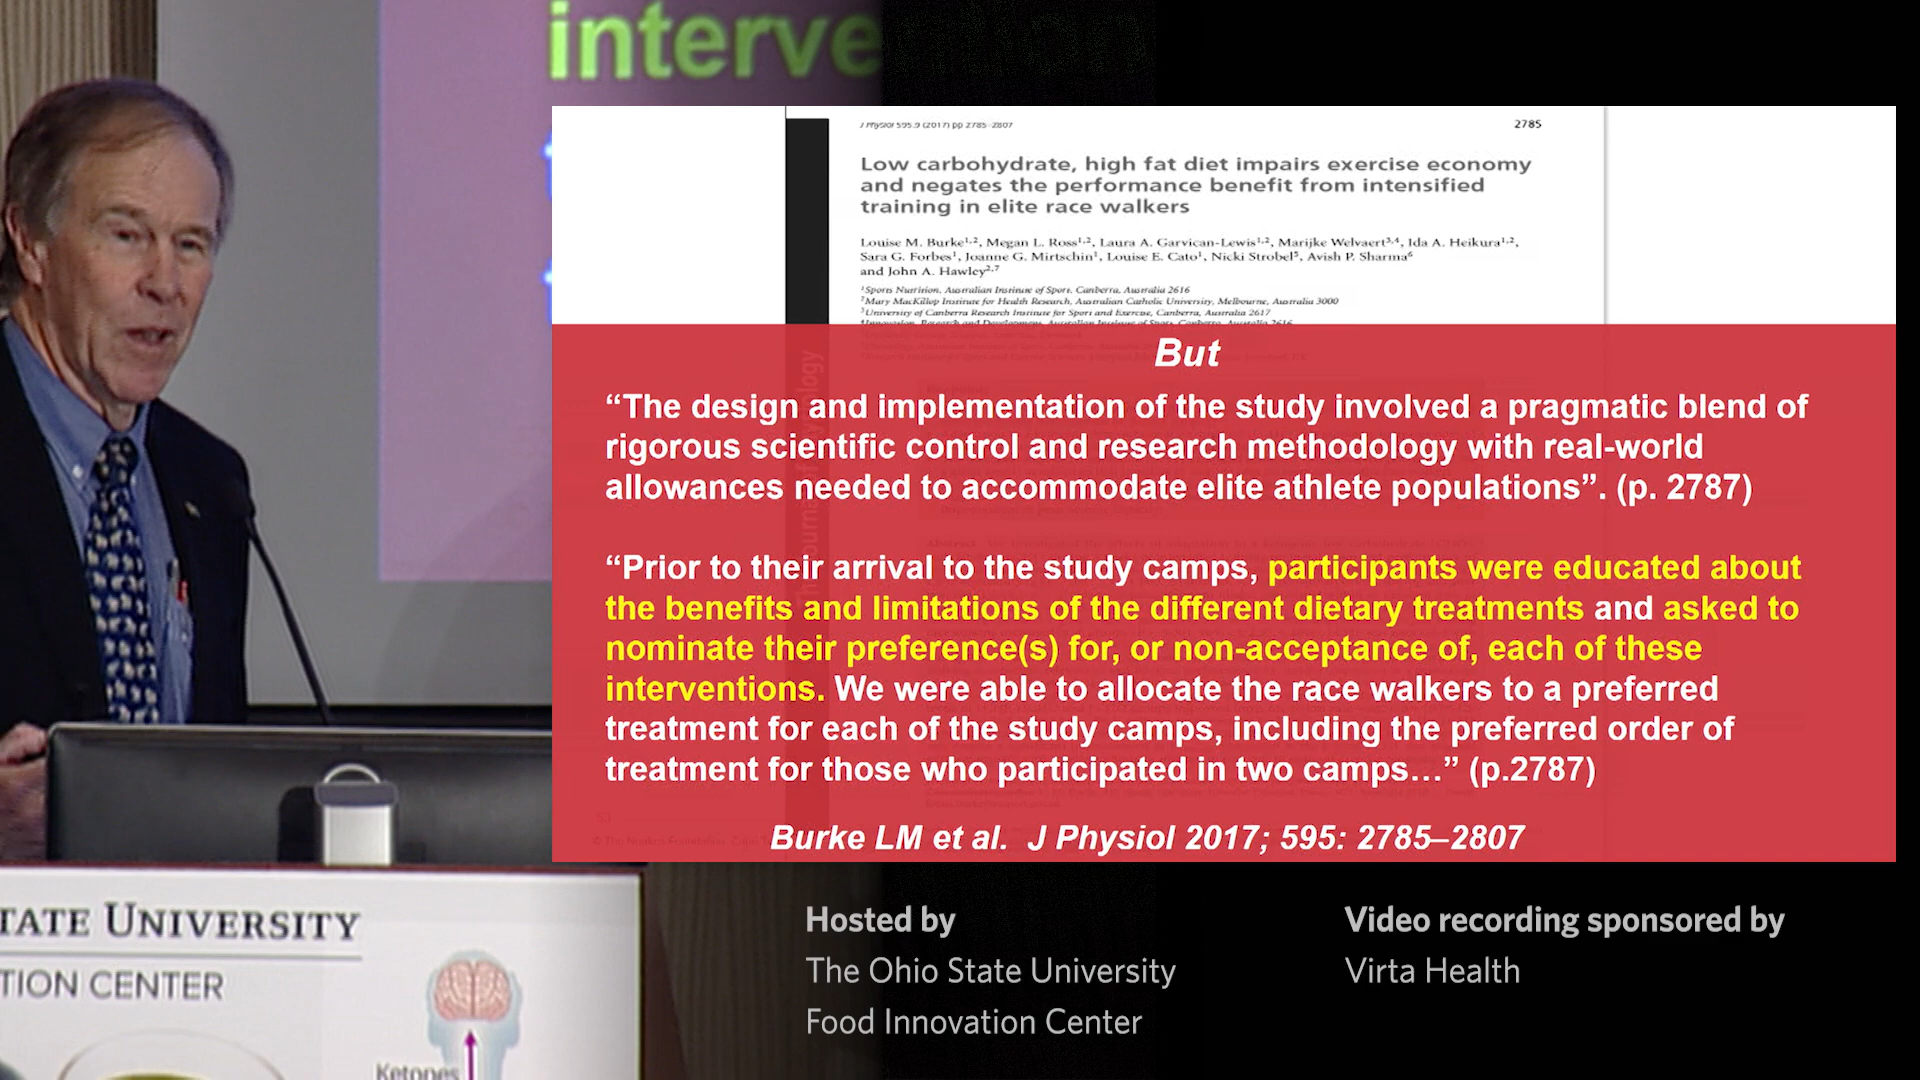 interve
J Physiol 595.9 (2017) pp 2785–2807
2785
Low carbohydrate, high fat diet impairs exercise economy
and negates the performance benefit from intensified
training in elite race walkers
Louise M. Burke1,2, Megan L. Ross1,2, Laura A. Garvican-Lewis1,2, Marijke Welvaert3,4, Ida A. Heikura1,2,
Sara G. Forbes1, Joanne G. Mirtschin1, Louise E. Cato1, Nicki Strobel5, Avish P. Sharma6
and John A. Hawley2,7
1Sports Nutrition, Australian Institute of Sport, Canberra, Australia 2616
2Mary MacKillop Institute for Health Research, Australian Catholic University, Melbourne, Australia 3000
3University of Canberra Research Institute for Sport and Exercise, Canberra, Australia 2617
But
“The design and implementation of the study involved a pragmatic blend of
rigorous scientific control and research methodology with real-world
allowances needed to accommodate elite athlete populations”. (p. 2787)
“Prior to their arrival to the study camps, participants were educated about
the benefits and limitations of the different dietary treatments and asked to
nominate their preference(s) for, or non-acceptance of, each of these
interventions. We were able to allocate the race walkers to a preferred
treatment for each of the study camps, including the preferred order of
treatment for those who participated in two camps…” (p.2787)
Burke LM et al. J Physiol 2017; 595: 2785–2807
TATE UNIVERSITY
TION CENTER
Ketones
Hosted by
The Ohio State University
Food Innovation Center
Video recording sponsored by
Virta Health